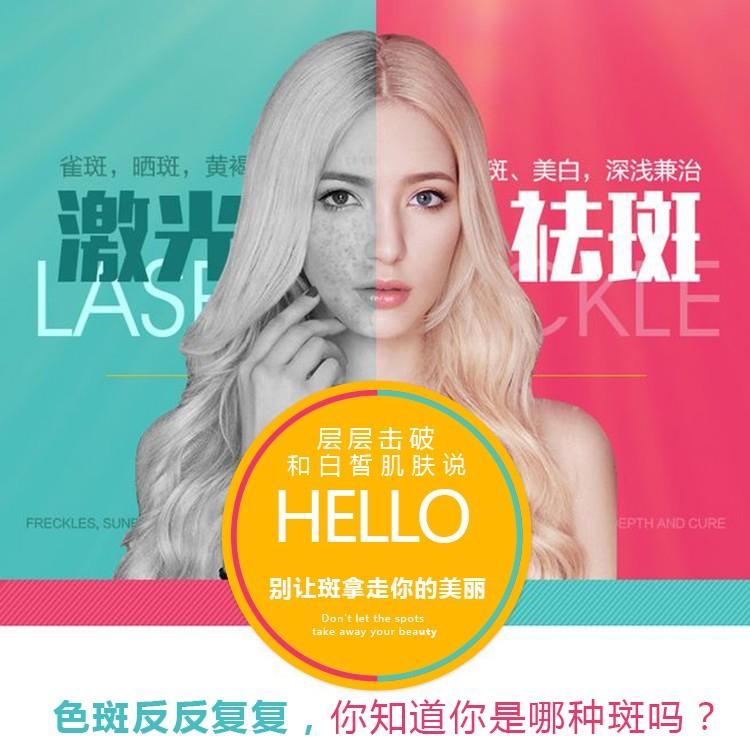 雀斑，晒斑，黄褐
斑、美白，深浅兼治
激光
祛斑
LASE
CKLE
层层击破
和白皙肌肤说
HELLO
FRECKLES, SUNB
DEPTH AND CURE
别让斑拿走你的美丽
Don't let the spots
take away your beauty
色斑反反复复，你知道你是哪种斑吗？